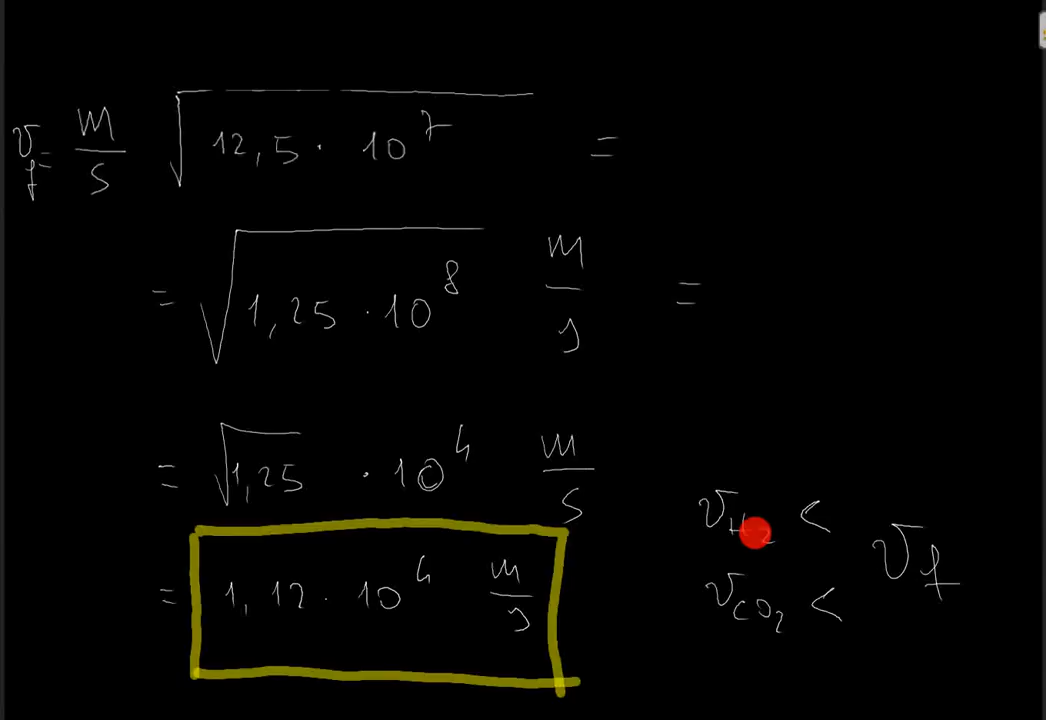 v_f = m/s √(12,5 · 10^7) =
= √(1,25 · 10^8) m/s =
= √1,25 · 10^4 m/s
= 1,12 · 10^4 m/s
v_H2 < v_f
v_CO2 <